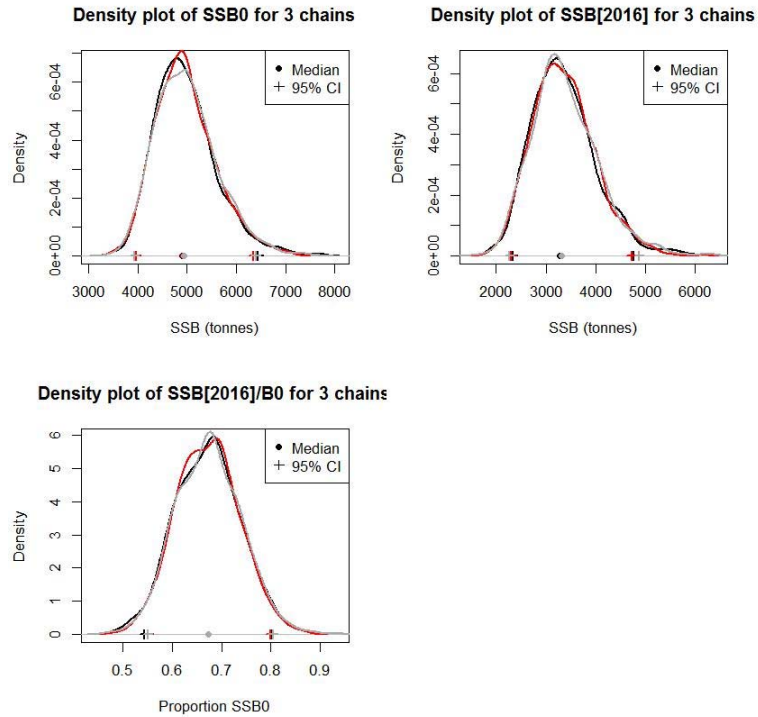 Density plot of SSB0 for 3 chains
Density
0e+00
2e-04
4e-04
6e-04
Median
95% CI
3000 4000 5000 6000 7000 8000
SSB (tonnes)
Density plot of SSB[2016] for 3 chains
Density
0e+00
2e-04
4e-04
6e-04
Median
95% CI
2000 3000 4000 5000 6000
SSB (tonnes)
Density plot of SSB[2016]/B0 for 3 chains
Density
0
1
2
3
4
5
6
Median
95% CI
0.5 0.6 0.7 0.8 0.9
Proportion SSB0